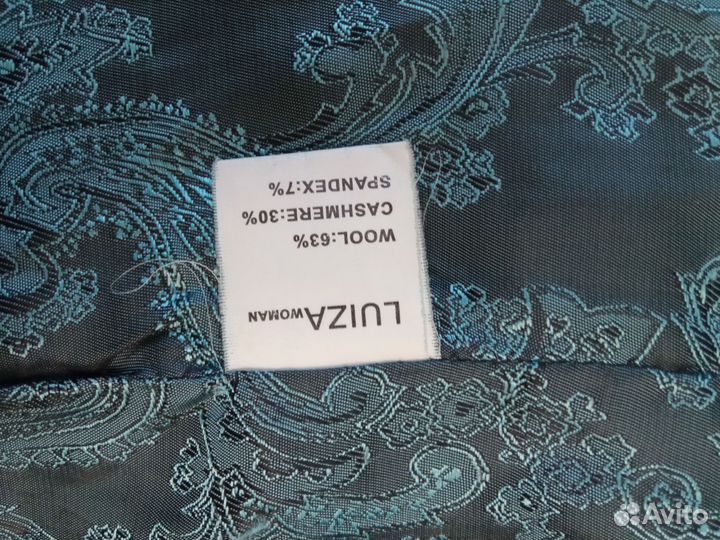 LUIZA WOMAN
WOOL:63%
CASHMERE:30%
SPANDEX:7%
Avito